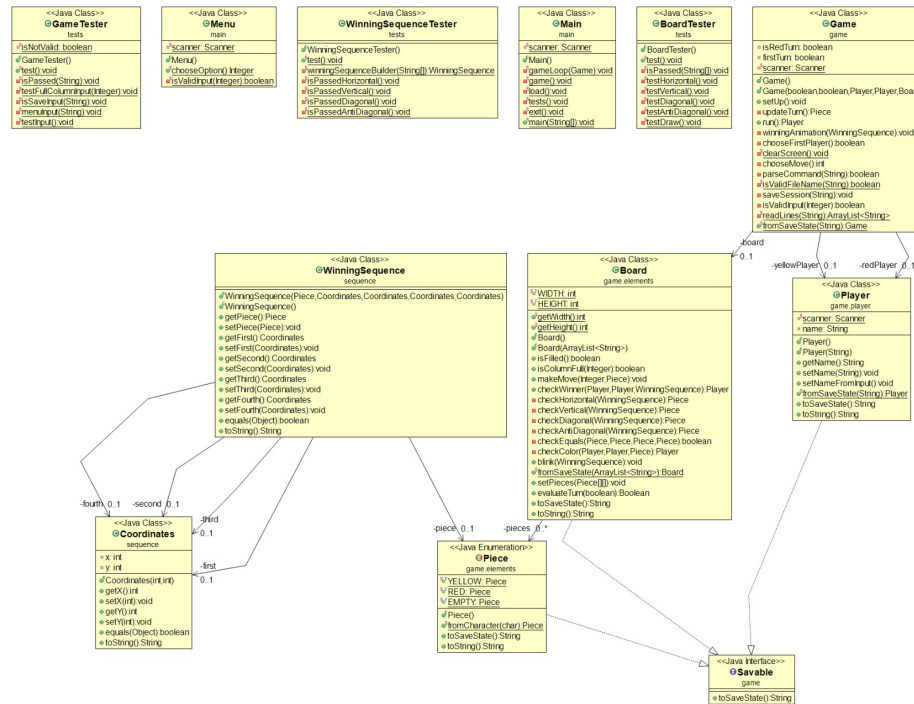 <<Java Class>>
GameTester
tests
isNotValid: boolean
GameTester()
test():void
isPassed(String):void
testFullColumnInput(Integer):void
isSaveInput(String):void
menuInput(String):void
testInput():void
<<Java Class>>
Menu
main
scanner: Scanner
Menu()
chooseOption():Integer
isValidInput(Integer):boolean
<<Java Class>>
WinningSequenceTester
tests
WinningSequenceTester()
test():void
winningSequenceBuilder(String[]):WinningSequence
isPassedHorizontal():void
isPassedVertical():void
isPassedDiagonal():void
isPassedAntiDiagonal():void
<<Java Class>>
Main
main
scanner: Scanner
Main()
gameLoop(Game):void
game():void
load():void
tests():void
exit():void
main(String[]):void
<<Java Class>>
BoardTester
tests
BoardTester()
test():void
isPassed(String[]):void
testHorizontal():void
testVertical():void
testDiagonal():void
testAntiDiagonal():void
testDraw():void
<<Java Class>>
Game
game
isRedTurn: boolean
firstTurn: boolean
scanner: Scanner
Game()
Game(boolean,boolean,Player,Player,Boar
setUp():void
updateTurn():Piece
run():Player
winningAnimation(WinningSequence):void
chooseFirstPlayer():boolean
clearScreen():void
chooseMove():int
parseCommand(String):boolean
isValidFileName(String):boolean
saveSession(String):void
isValidInput(Integer):boolean
readLines(String):ArrayList<String>
fromSaveState(String):Game
-board
0..1
-yellowPlayer 0..1
-redPlayer 0..1
<<Java Class>>
WinningSequence
sequence
WinningSequence(Piece,Coordinates,Coordinates,Coordinates,Coordinates)
WinningSequence()
getPiece():Piece
setPiece(Piece):void
getFirst():Coordinates
setFirst(Coordinates):void
getSecond():Coordinates
setSecond(Coordinates):void
getThird():Coordinates
setThird(Coordinates):void
getFourth():Coordinates
setFourth(Coordinates):void
equals(Object):boolean
toString():String
<<Java Class>>
Board
game.elements
WIDTH: int
HEIGHT: int
getWidth():int
getHeight():int
Board()
Board(ArrayList<String>)
isFilled():boolean
isColumnFull(Integer):boolean
makeMove(Integer,Piece):void
checkWinner(Player,Player,WinningSequence):Player
checkHorizontal(WinningSequence):Piece
checkVertical(WinningSequence):Piece
checkDiagonal(WinningSequence):Piece
checkAntiDiagonal(WinningSequence):Piece
checkEquals(Piece,Piece,Piece,Piece):boolean
checkColor(Player,Player,Piece):Player
blink(WinningSequence):void
fromSaveState(ArrayList<String>):Board
setPieces(Piece[][]):void
evaluateTurn(boolean):Boolean
toSaveState():String
toString():String
<<Java Class>>
Player
game.player
scanner: Scanner
name: String
Player()
Player(String)
getName():String
setName(String):void
setNameFromInput():void
fromSaveState(String):Player
toSaveState():String
toString():String
-fourth 0..1
-second 0..1
-third
0..1
-first
0..1
-piece 0..1
-pieces 0..*
<<Java Class>>
Coordinates
sequence
x: int
y: int
Coordinates(int,int)
getX():int
setX(int):void
getY():int
setY(int):void
equals(Object):boolean
toString():String
<<Java Enumeration>>
Piece
game.elements
YELLOW: Piece
RED: Piece
EMPTY: Piece
Piece()
fromCharacter(char):Piece
toSaveState():String
toString():String
<<Java Interface>>
Savable
game
toSaveState():String